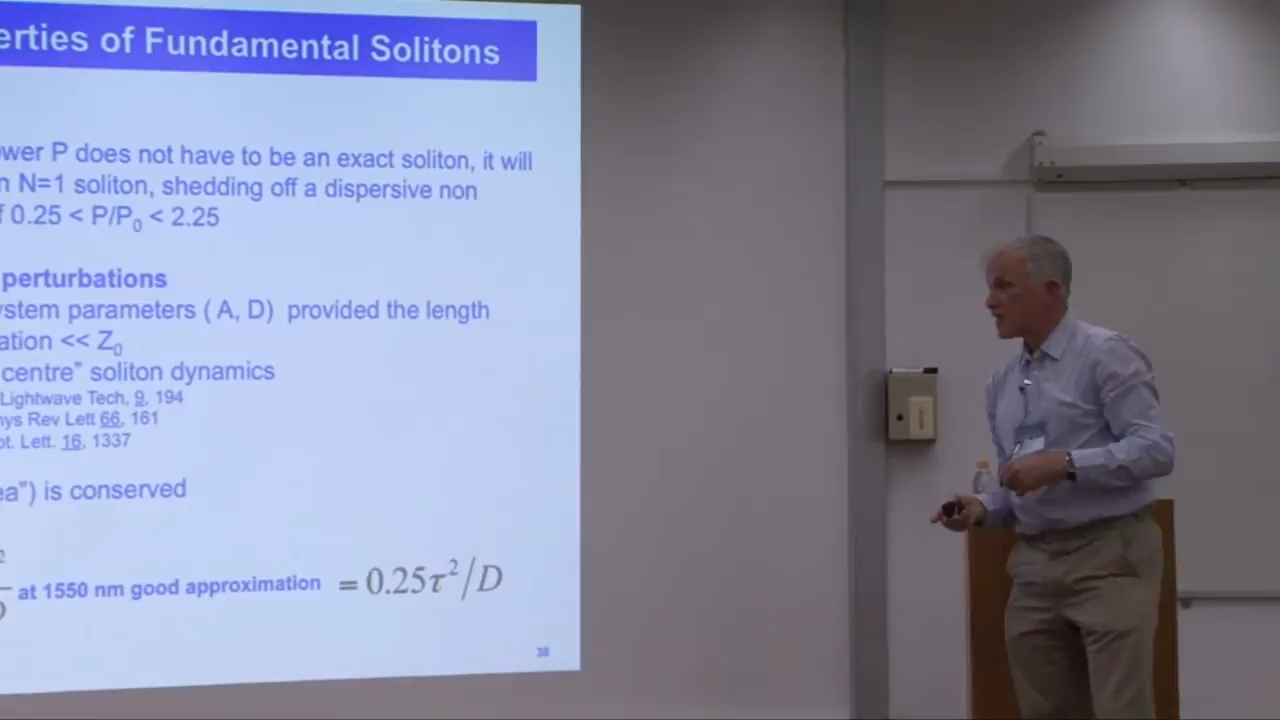 erties of Fundamental Solitons
wer P does not have to be an exact soliton, it will
n N=1 soliton, shedding off a dispersive non
f 0.25 < P/P₀ < 2.25
perturbations
ystem parameters ( A, D) provided the length
ation << Z₀
centre” soliton dynamics
Lightwave Tech, 9, 194
hys Rev Lett 66, 161
pt. Lett. 16, 1337
ea”) is conserved
at 1550 nm good approximation = 0.25τ²/D
38